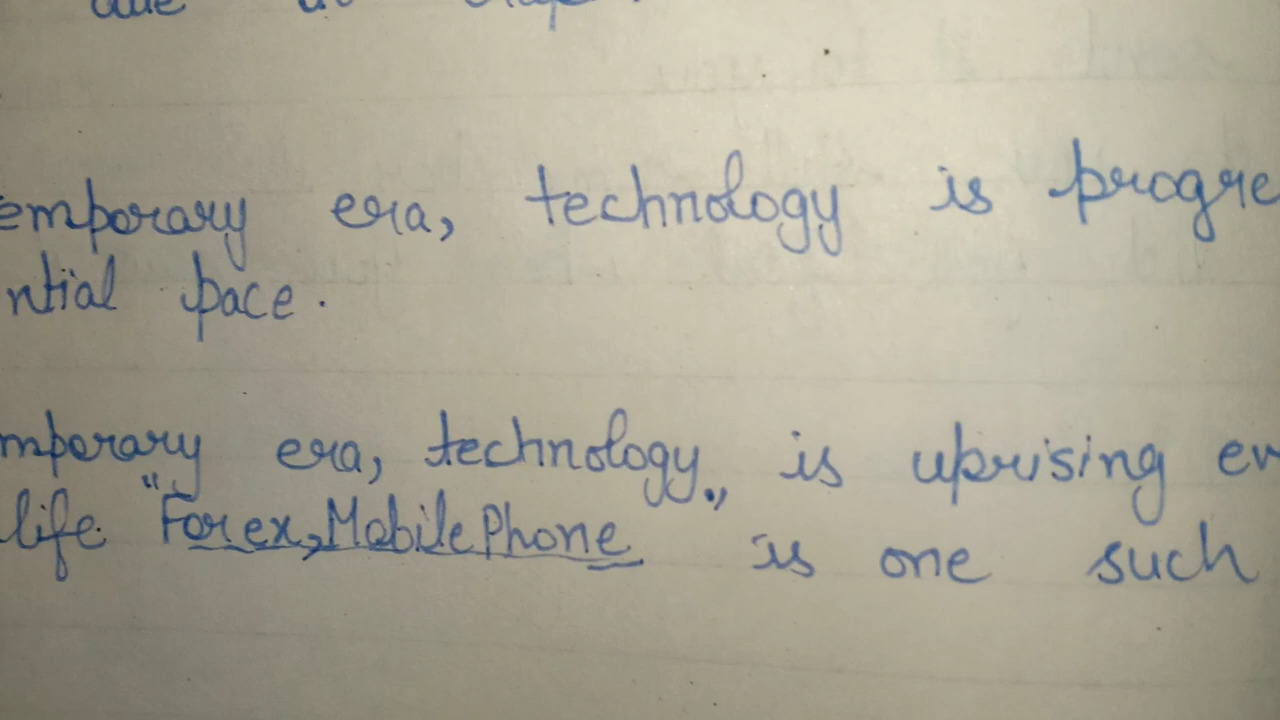 emporary era, technology is progre
ntial pace.
mporary era, technology., is uprising en
life "For ex, Mobile Phone is one such